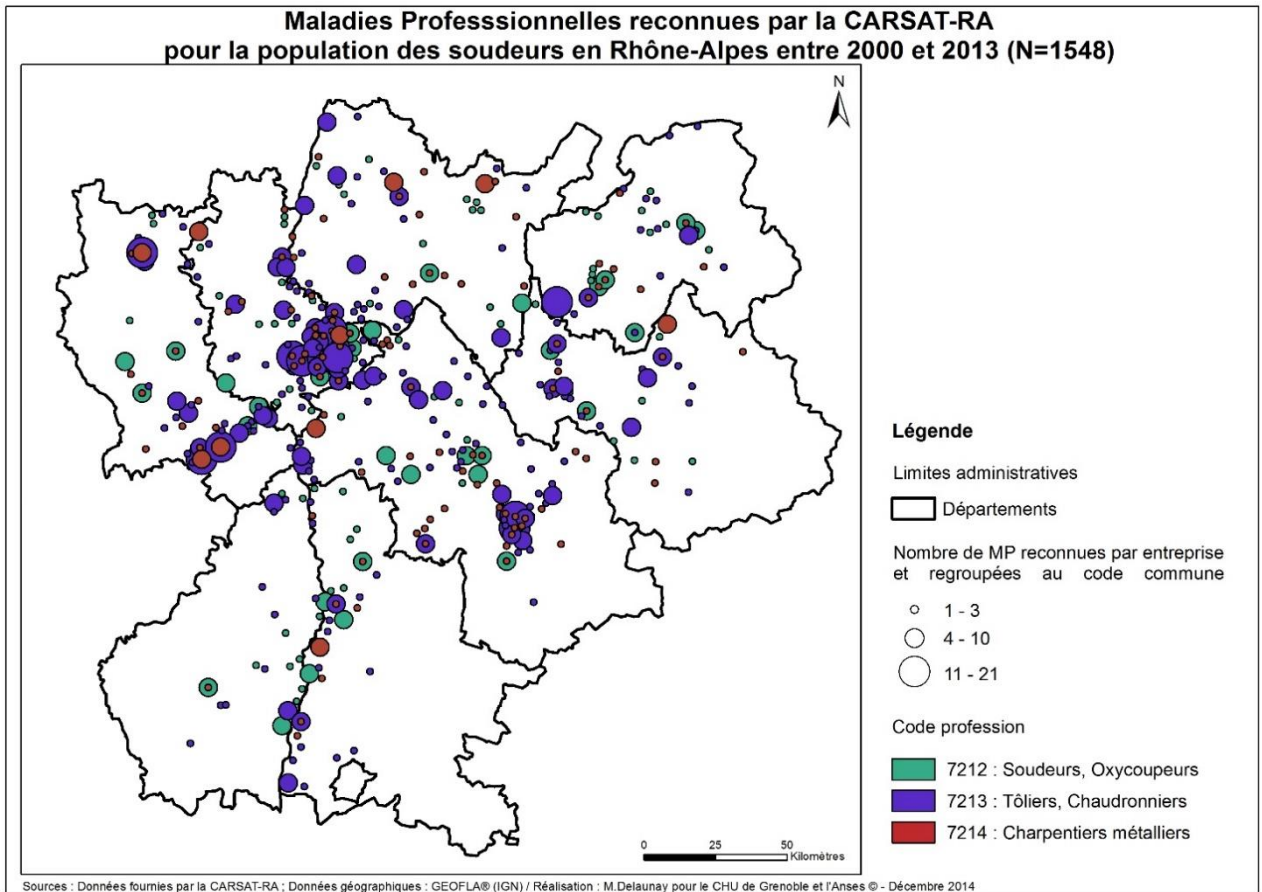 Maladies Professsionnelles reconnues par la CARSAT-RA
pour la population des soudeurs en Rhône-Alpes entre 2000 et 2013 (N=1548)
N
Légende
Limites administratives
Départements
Nombre de MP reconnues par entreprise
et regroupées au code commune
1 - 3
4 - 10
11 - 21
Code profession
7212 : Soudeurs, Oxycoupeurs
7213 : Tôliers, Chaudronniers
7214 : Charpentiers métalliers
0 25 50
Kilomètres
Sources : Données fournies par la CARSAT-RA ; Données géographiques : GEOFLA® (IGN) / Réalisation : M.Delaunay pour le CHU de Grenoble et l'Anses © - Décembre 2014